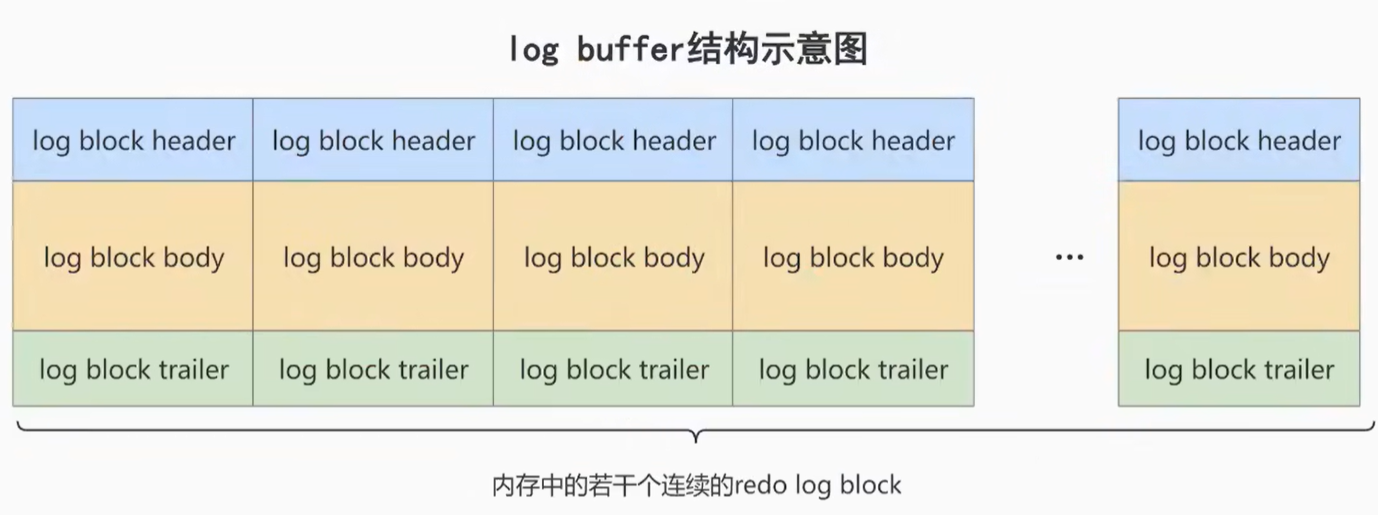 log buffer结构示意图
log block header log block header log block header log block header log block header
log block body log block body log block body log block body ... log block body
log block trailer log block trailer log block trailer log block trailer log block trailer
内存中的若干个连续的redo log block